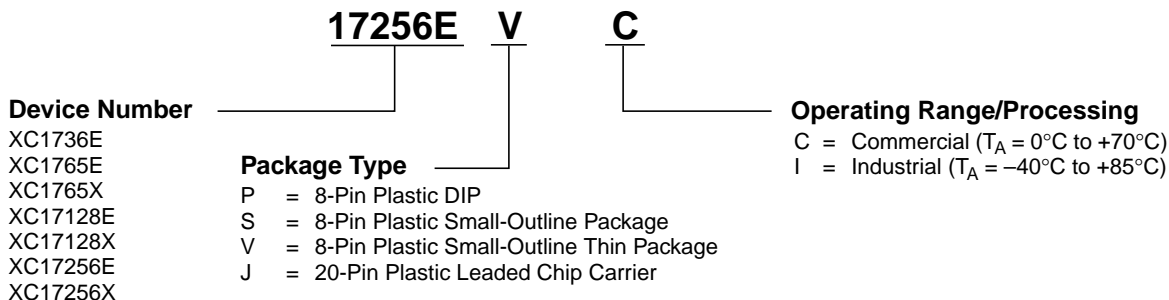 17256E V C
Device Number
XC1736E
XC1765E
XC1765X
XC17128E
XC17128X
XC17256E
XC17256X
Package Type
P = 8-Pin Plastic DIP
S = 8-Pin Plastic Small-Outline Package
V = 8-Pin Plastic Small-Outline Thin Package
J = 20-Pin Plastic Leaded Chip Carrier
Operating Range/Processing
C = Commercial (TA = 0°C to +70°C)
I = Industrial (TA = –40°C to +85°C)